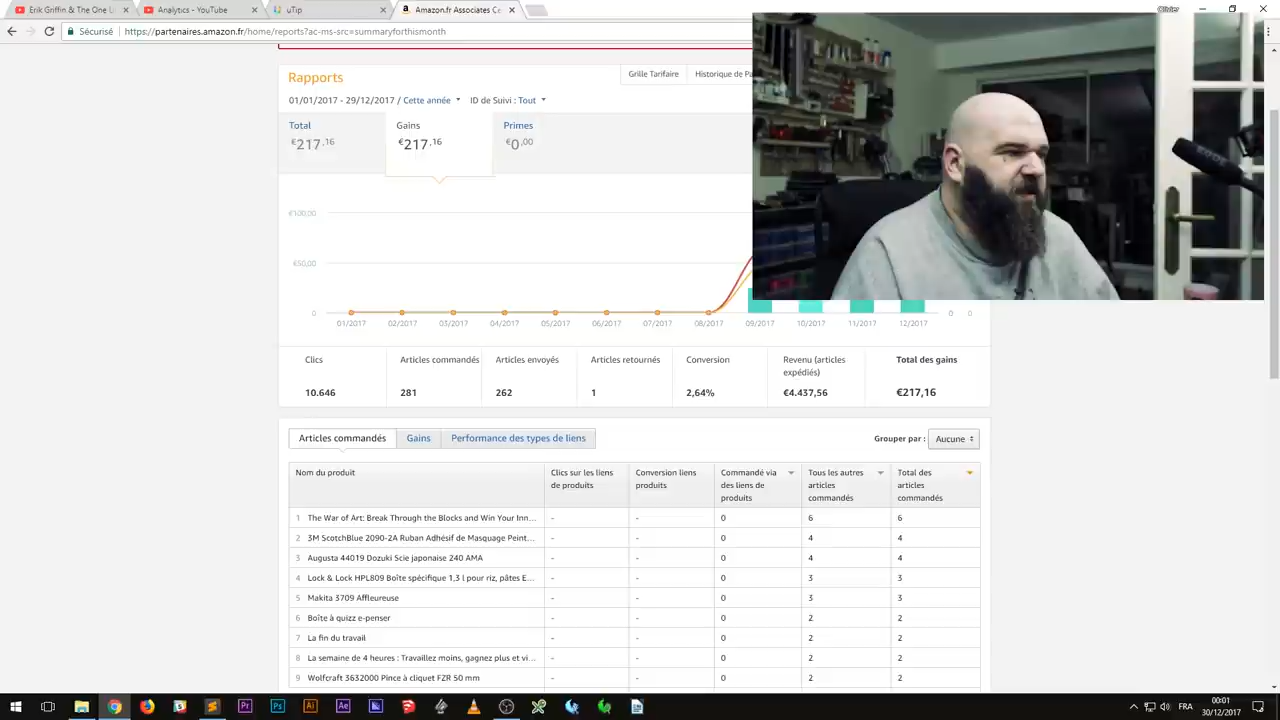 Erik Griffin & The One U
Analytics - YouTube
uTip
Amazon.fr Associates Ce
Olivier
Sécurisé
https://partenaires.amazon.fr/home/reports?ac-ms-src=summaryforthismonth
Rapports
Grille Tarifaire
Historique de Pa
01/01/2017 - 29/12/2017 / Cette année
ID de Suivi : Tout
Total
Gains
Primes
€217,16
€217,16
€0,00
€100,00
€50,00
0
0 0
01/2017 02/2017 03/2017 04/2017 05/2017 06/2017 07/2017 08/2017 09/2017 10/2017 11/2017 12/2017
Clics Articles commandés Articles envoyés Articles retournés Conversion Revenu (articles expédiés) Total des gains
10.646 281 262 1 2,64% €4.437,56 €217,16
Articles commandés Gains Performance des types de liens
Grouper par : Aucune
Nom du produit
Clics sur les liens de produits
Conversion liens produits
Commandé via des liens de produits
Tous les autres articles commandés
Total des articles commandés
1 The War of Art: Break Through the Blocks and Win Your Inn... - - 0 6 6
2 3M ScotchBlue 2090-2A Ruban Adhésif de Masquage Peint... - - 0 4 4
3 Augusta 44019 Dozuki Scie japonaise 240 AMA - - 0 4 4
4 Lock & Lock HPL809 Boîte spécifique 1,3 l pour riz, pâtes E... - - 0 3 3
5 Makita 3709 Affleureuse - - 0 3 3
6 Boîte à quizz e-penser - - 0 2 2
7 La fin du travail - - 0 2 2
8 La semaine de 4 heures : Travaillez moins, gagnez plus et vi... - - 0 2 2
9 Wolfcraft 3632000 Pince à cliquet FZR 50 mm - - 0 2 2
RODE
Pr Ps Ai Ae
FRA
00:01
30/12/2017